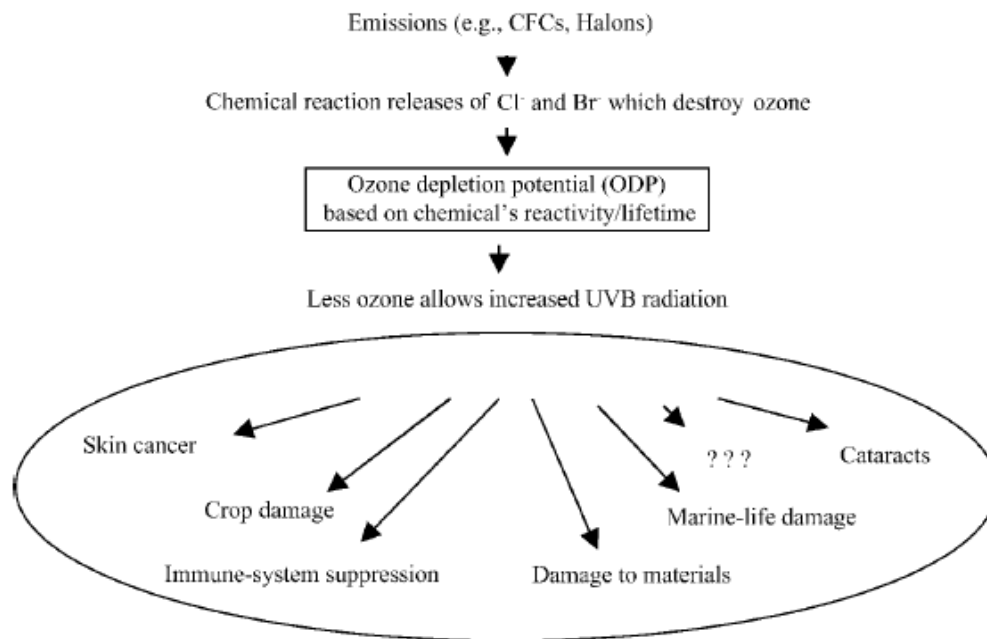 Emissions (e.g., CFCs, Halons)
Chemical reaction releases of Cl⁻ and Br⁻ which destroy ozone
Ozone depletion potential (ODP)
based on chemical's reactivity/lifetime
Less ozone allows increased UVB radiation
Skin cancer
? ? ?
Cataracts
Crop damage
Marine-life damage
Immune-system suppression
Damage to materials